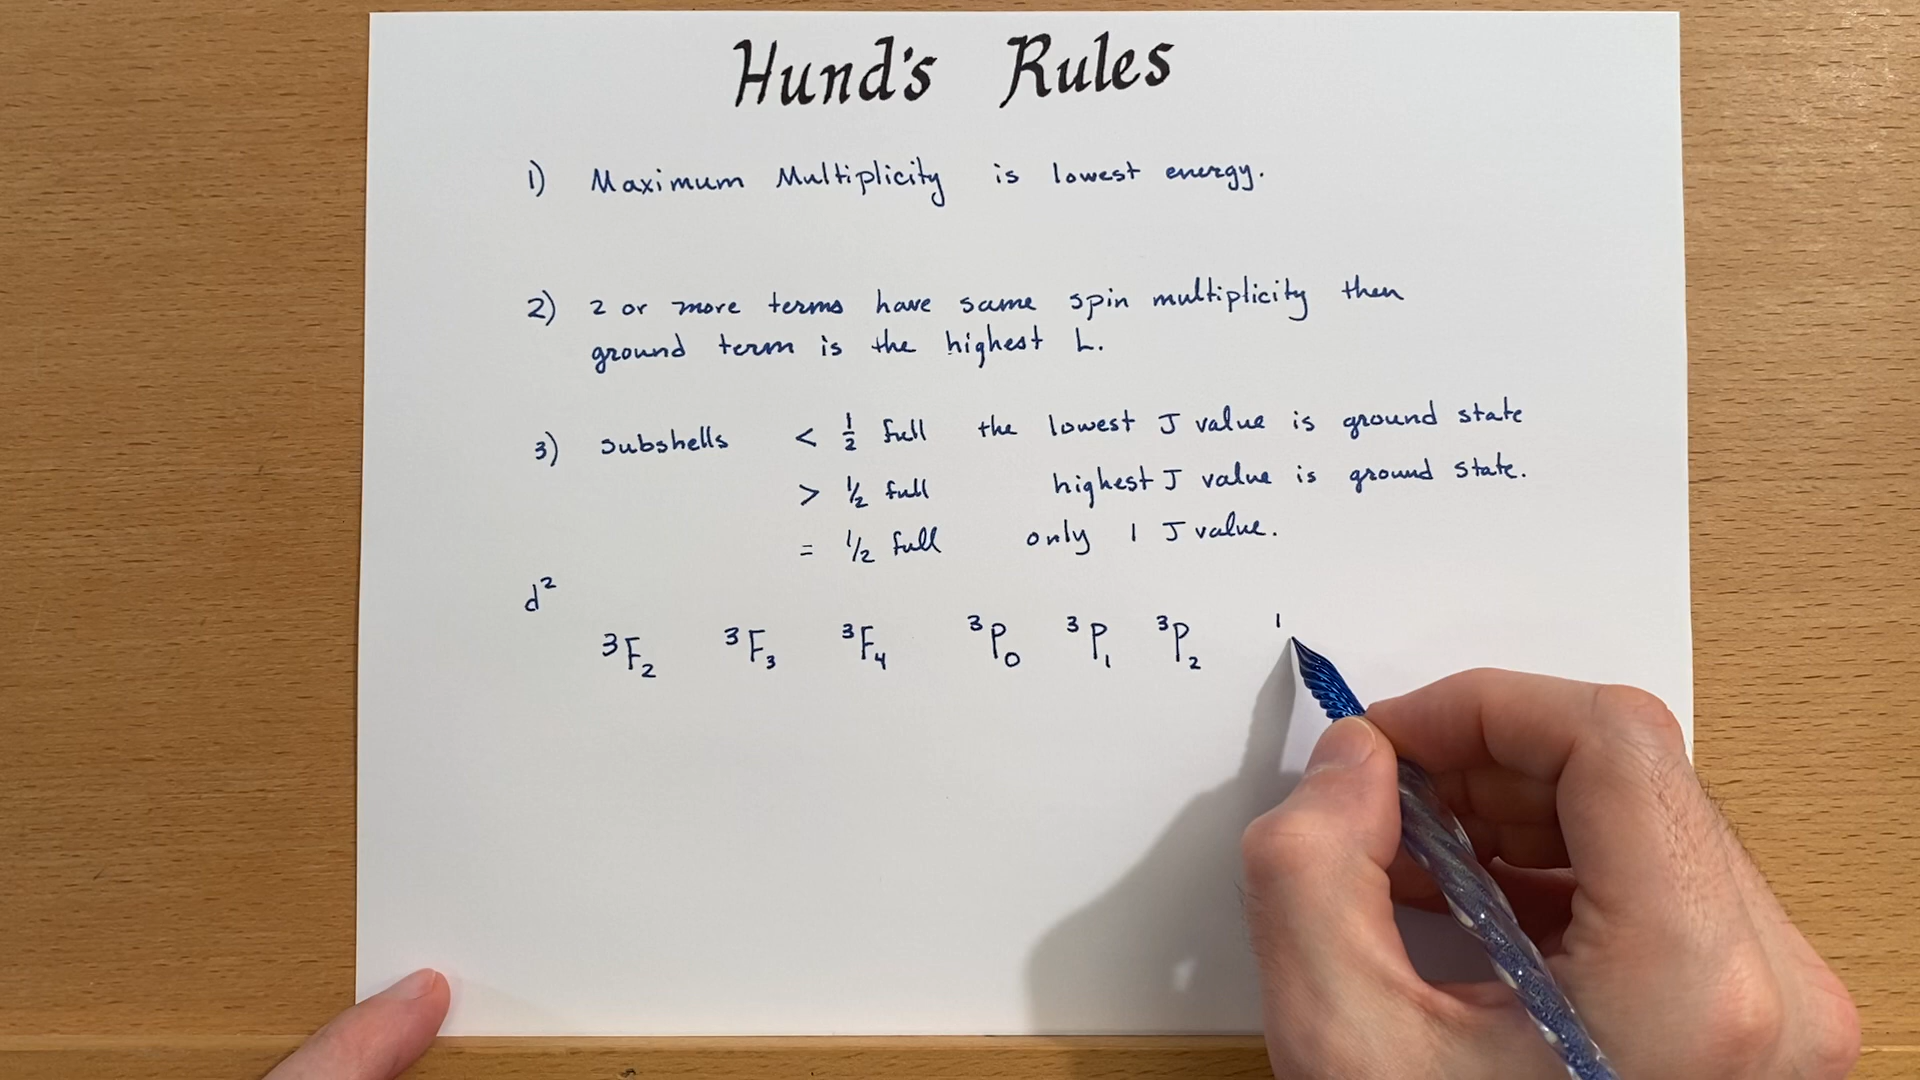 Hund's Rules
1) Maximum Multiplicity is lowest energy.
2) 2 or more terms have same spin multiplicity then
ground term is the highest L.
3) subshells < 1/2 full the lowest J value is ground state
> 1/2 full highest J value is ground state.
= 1/2 full only 1 J value.
d²
³F₂ ³F₃ ³F₄ ³P₀ ³P₁ ³P₂ ¹